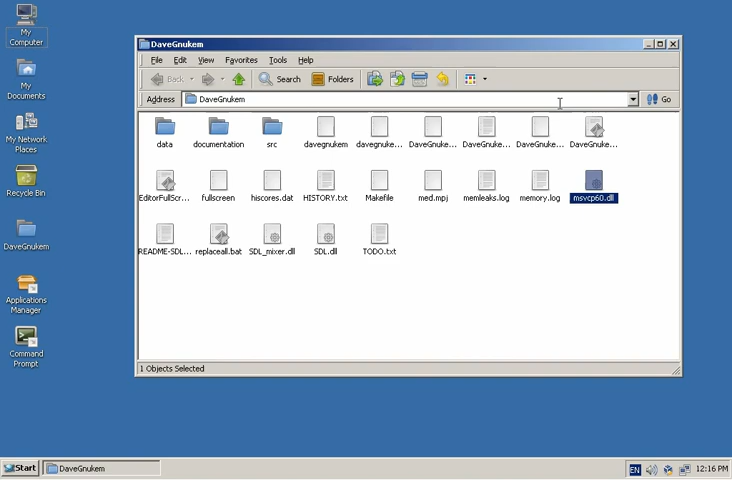 My
Computer
My
Documents
My Network
Places
Recycle Bin
DaveGnukem
Applications
Manager
Command
Prompt
DaveGnukem
File Edit View Favorites Tools Help
Back Search Folders
Address DaveGnukem Go
data documentation src davegnukem davegnuke... DaveGnuke... DaveGnuke... DaveGnuke... DaveGnuke...
EditorFullScr... fullscreen hiscores.dat HISTORY.txt Makefile med.mpj memleaks.log memory.log msvcp60.dll
README-SDL... replaceall.bat SDL_mixer.dll SDL.dll TODO.txt
1 Objects Selected
Start DaveGnukem EN 12:16 PM